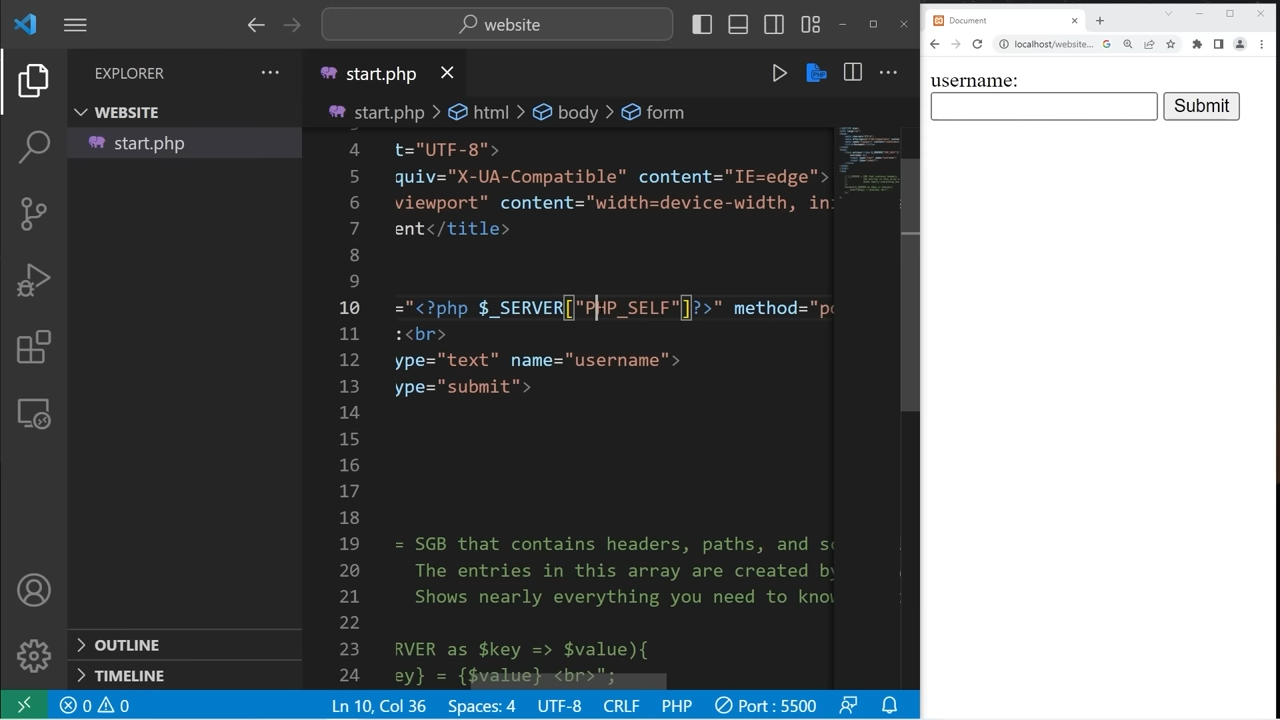 website
Document
localhost/website...
EXPLORER
start.php
WEBSITE
start.php
start.php > html > body > form
username:
Submit
4 t="UTF-8">
5 quiv="X-UA-Compatible" content="IE=edge">
6 viewport" content="width=device-width, ini
7 ent</title>
8
9
10 ="<?php $_SERVER["PHP_SELF"]?>" method="po
11 :<br>
12 ype="text" name="username">
13 ype="submit">
14
15
16
17
18
19 = SGB that contains headers, paths, and sc
20 The entries in this array are created by
21 Shows nearly everything you need to know
22
23 RVER as $key => $value){
24 ey} = {$value} <br>";
OUTLINE
TIMELINE
0 0 Ln 10, Col 36 Spaces: 4 UTF-8 CRLF PHP Port : 5500